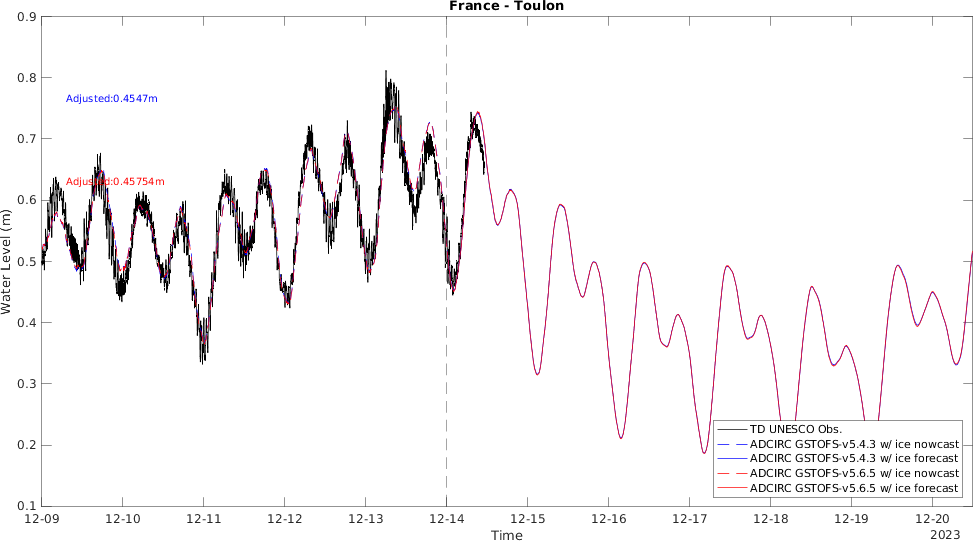 France - Toulon
0.9
0.8
0.7
0.6
0.5
0.4
0.3
0.2
0.1
Water Level (m)
Adjusted:0.4547m
Adjusted:0.45754m
TD UNESCO Obs.
ADCIRC GSTOFS-v5.4.3 w/ ice nowcast
ADCIRC GSTOFS-v5.4.3 w/ ice forecast
ADCIRC GSTOFS-v5.6.5 w/ ice nowcast
ADCIRC GSTOFS-v5.6.5 w/ ice forecast
12-09 12-10 12-11 12-12 12-13 12-14 12-15 12-16 12-17 12-18 12-19 12-20
2023
Time